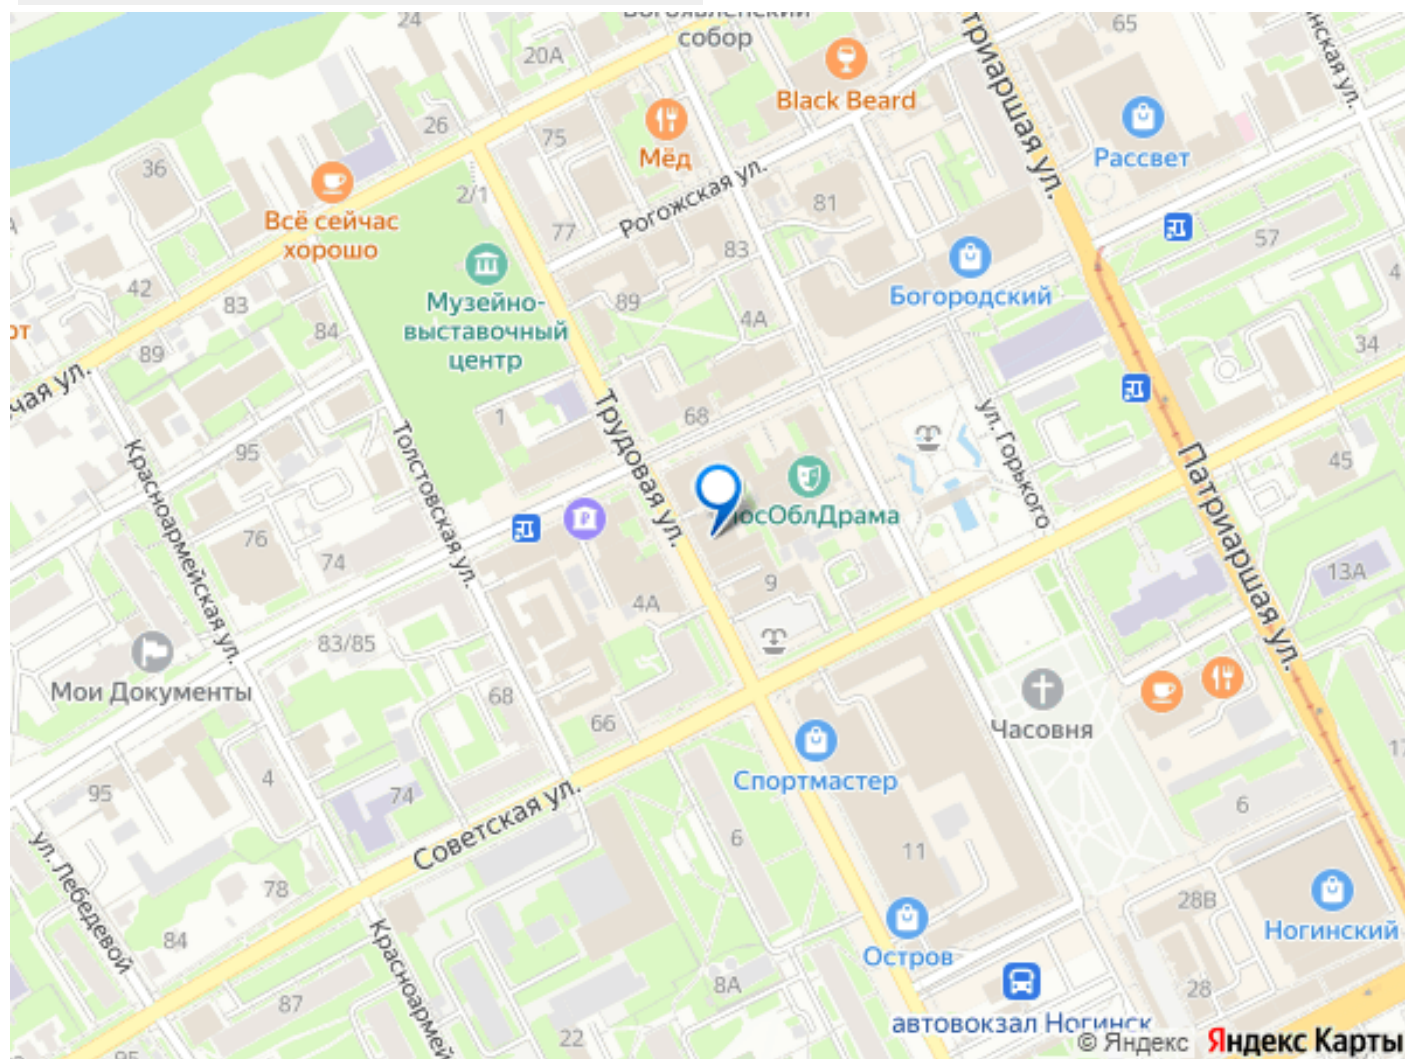 24
Богоявленский
собор
20А
Black Beard
65
Патриаршая ул.
26
75
Мёд
Рассвет
36
2/1
Рогожская ул.
81
Всё сейчас
хорошо
77
83
57
Музейно-
выставочный
центр
Богородский
42
83
84
89
4А
4
34
89
Трудовая ул.
68
1
ул. Горького
Толстовская ул.
Красноармейская ул.
95
45
Патриаршая ул.
76
74
9
4А
13А
83/85
Мои Документы
68
66
Часовня
Спортмастер
4
95
74
Советская ул.
6
6
11
ул. Лебедевой
78
28В
84
Ногинский
Остров
87
8А
28
22
автовокзал Ногинск
© Яндекс Яндекс Карты